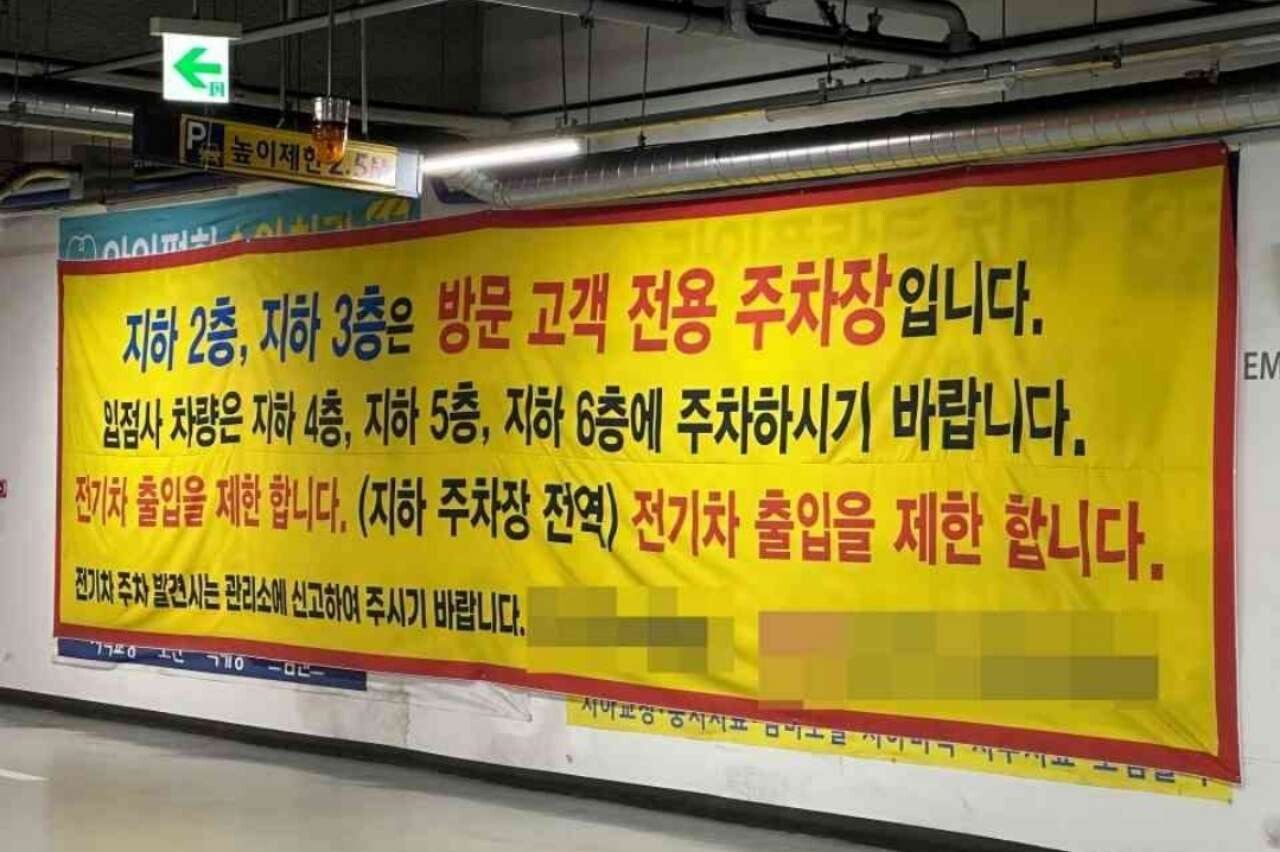 P 높이제한 2.5M
지하 2층, 지하 3층은 방문 고객 전용 주차장입니다.
입점사 차량은 지하 4층, 지하 5층, 지하 6층에 주차하시기 바랍니다.
전기차 출입을 제한 합니다. (지하 주차장 전역) 전기차 출입을 제한 합니다.
전기차 주차 발견시는 관리소에 신고하여 주시기 바랍니다.
EM